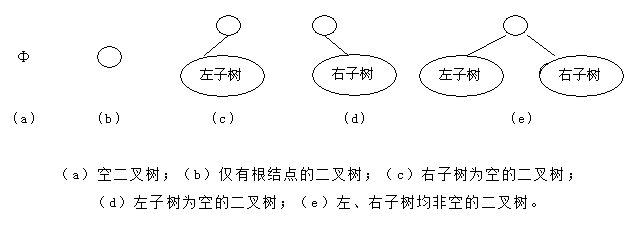 Φ
左子树 右子树 左子树 右子树
(a) (b) (c) (d) (e)
(a)空二叉树；(b)仅有根结点的二叉树；(c)右子树为空的二叉树；
(d)左子树为空的二叉树；(e)左、右子树均非空的二叉树。